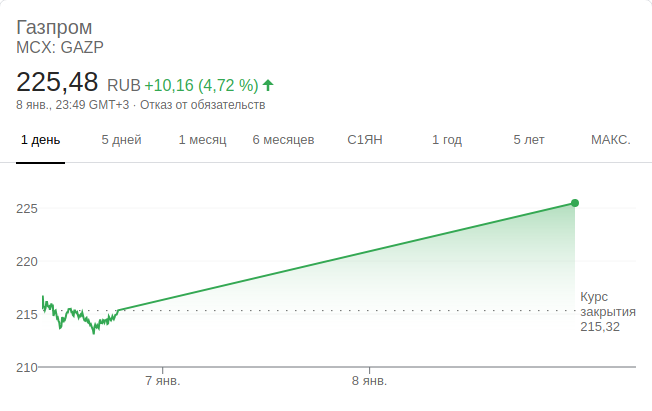 Газпром
MCX: GAZP
225,48 RUB +10,16 (4,72 %) ↑
8 янв., 23:49 GMT+3 · Отказ от обязательств
1 день 5 дней 1 месяц 6 месяцев С1ЯН 1 год 5 лет МАКС.
225
220
215
210
Курс
закрытия
215,32
7 янв. 8 янв.